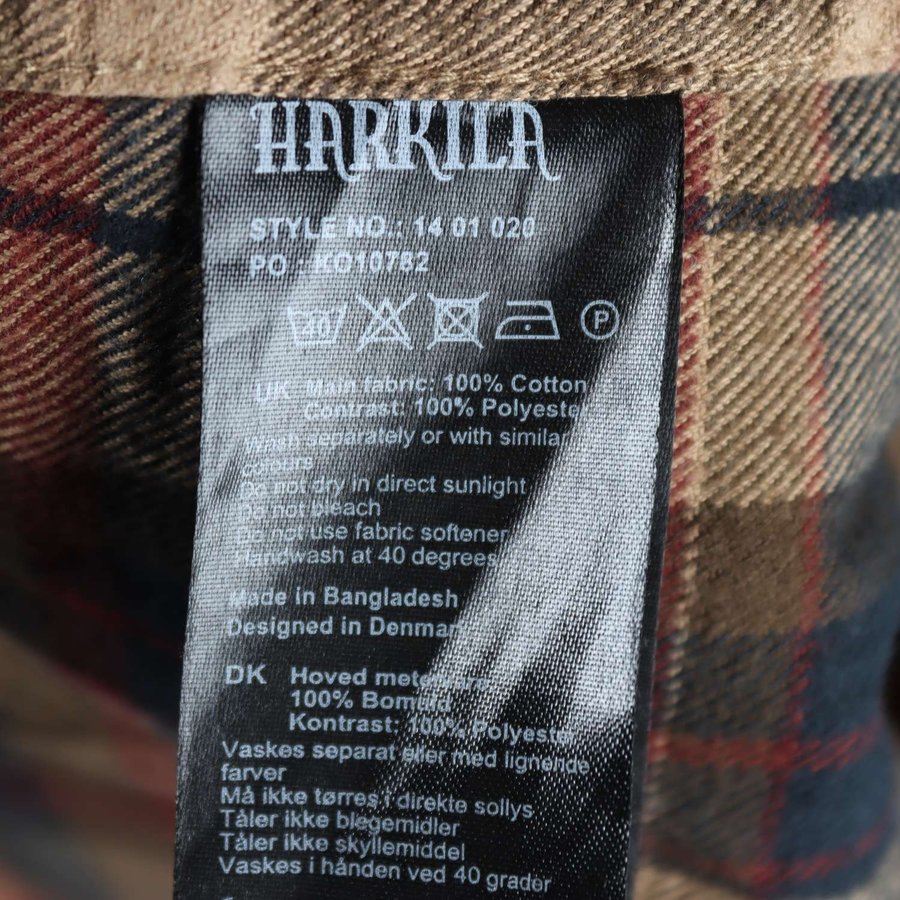 HARKILA
STYLE NO.: 14 01 020
PO : KO10782
40 P
UK Main fabric: 100% Cotton
Contrast: 100% Polyester
Wash separately or with similar
colours
Do not dry in direct sunlight
Do not bleach
Do not use fabric softener
Handwash at 40 degrees
Made in Bangladesh
Designed in Denmark
DK Hoved metervare
100% Bomuld
Kontrast: 100% Polyester
Vaskes separat eller med lignende
farver
Må ikke tørres i direkte sollys
Tåler ikke blegemidler
Tåler ikke skyllemiddel
Vaskes i hånden ved 40 grader